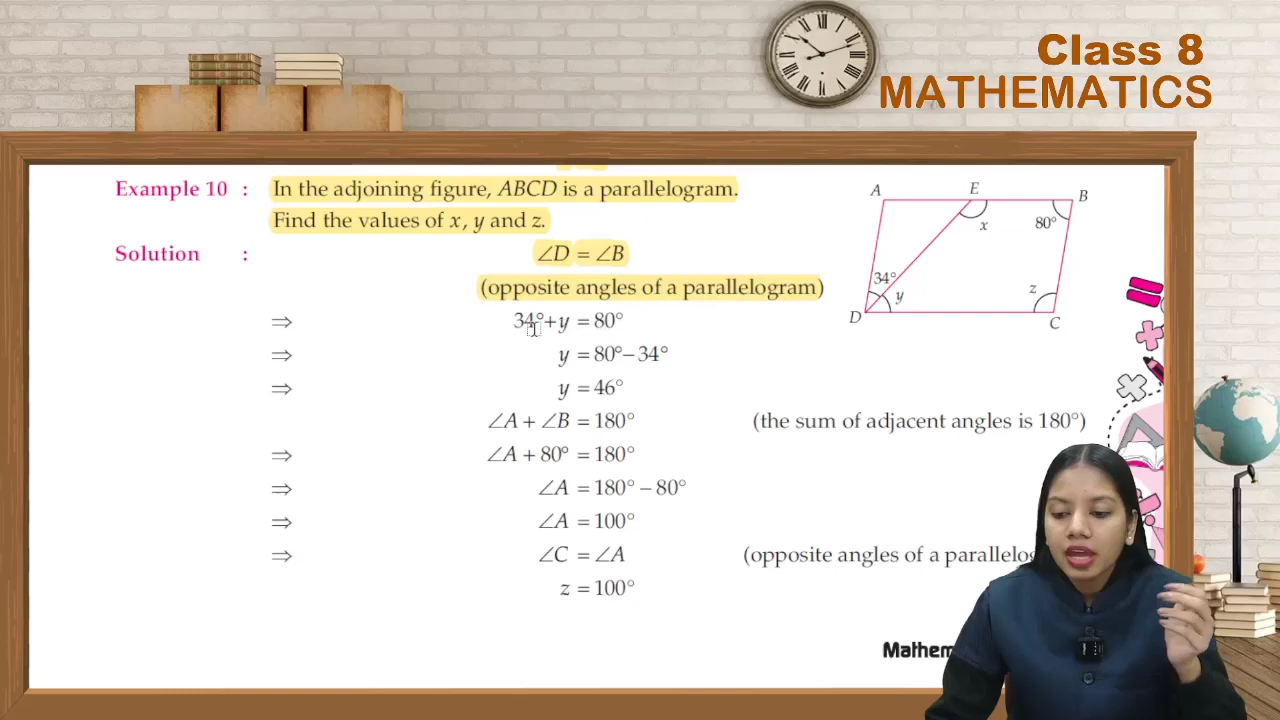 Class 8
MATHEMATICS
Example 10 : In the adjoining figure, ABCD is a parallelogram.
Find the values of x, y and z.
Solution : ∠D = ∠B
(opposite angles of a parallelogram)
⇒ 34°+y = 80°
⇒ y = 80°– 34°
⇒ y = 46°
∠A + ∠B = 180° (the sum of adjacent angles is 180°)
⇒ ∠A + 80° = 180°
⇒ ∠A = 180° – 80°
⇒ ∠A = 100°
⇒ ∠C = ∠A (opposite angles of a
z = 100°
A E B
x 80°
34° y z
D C